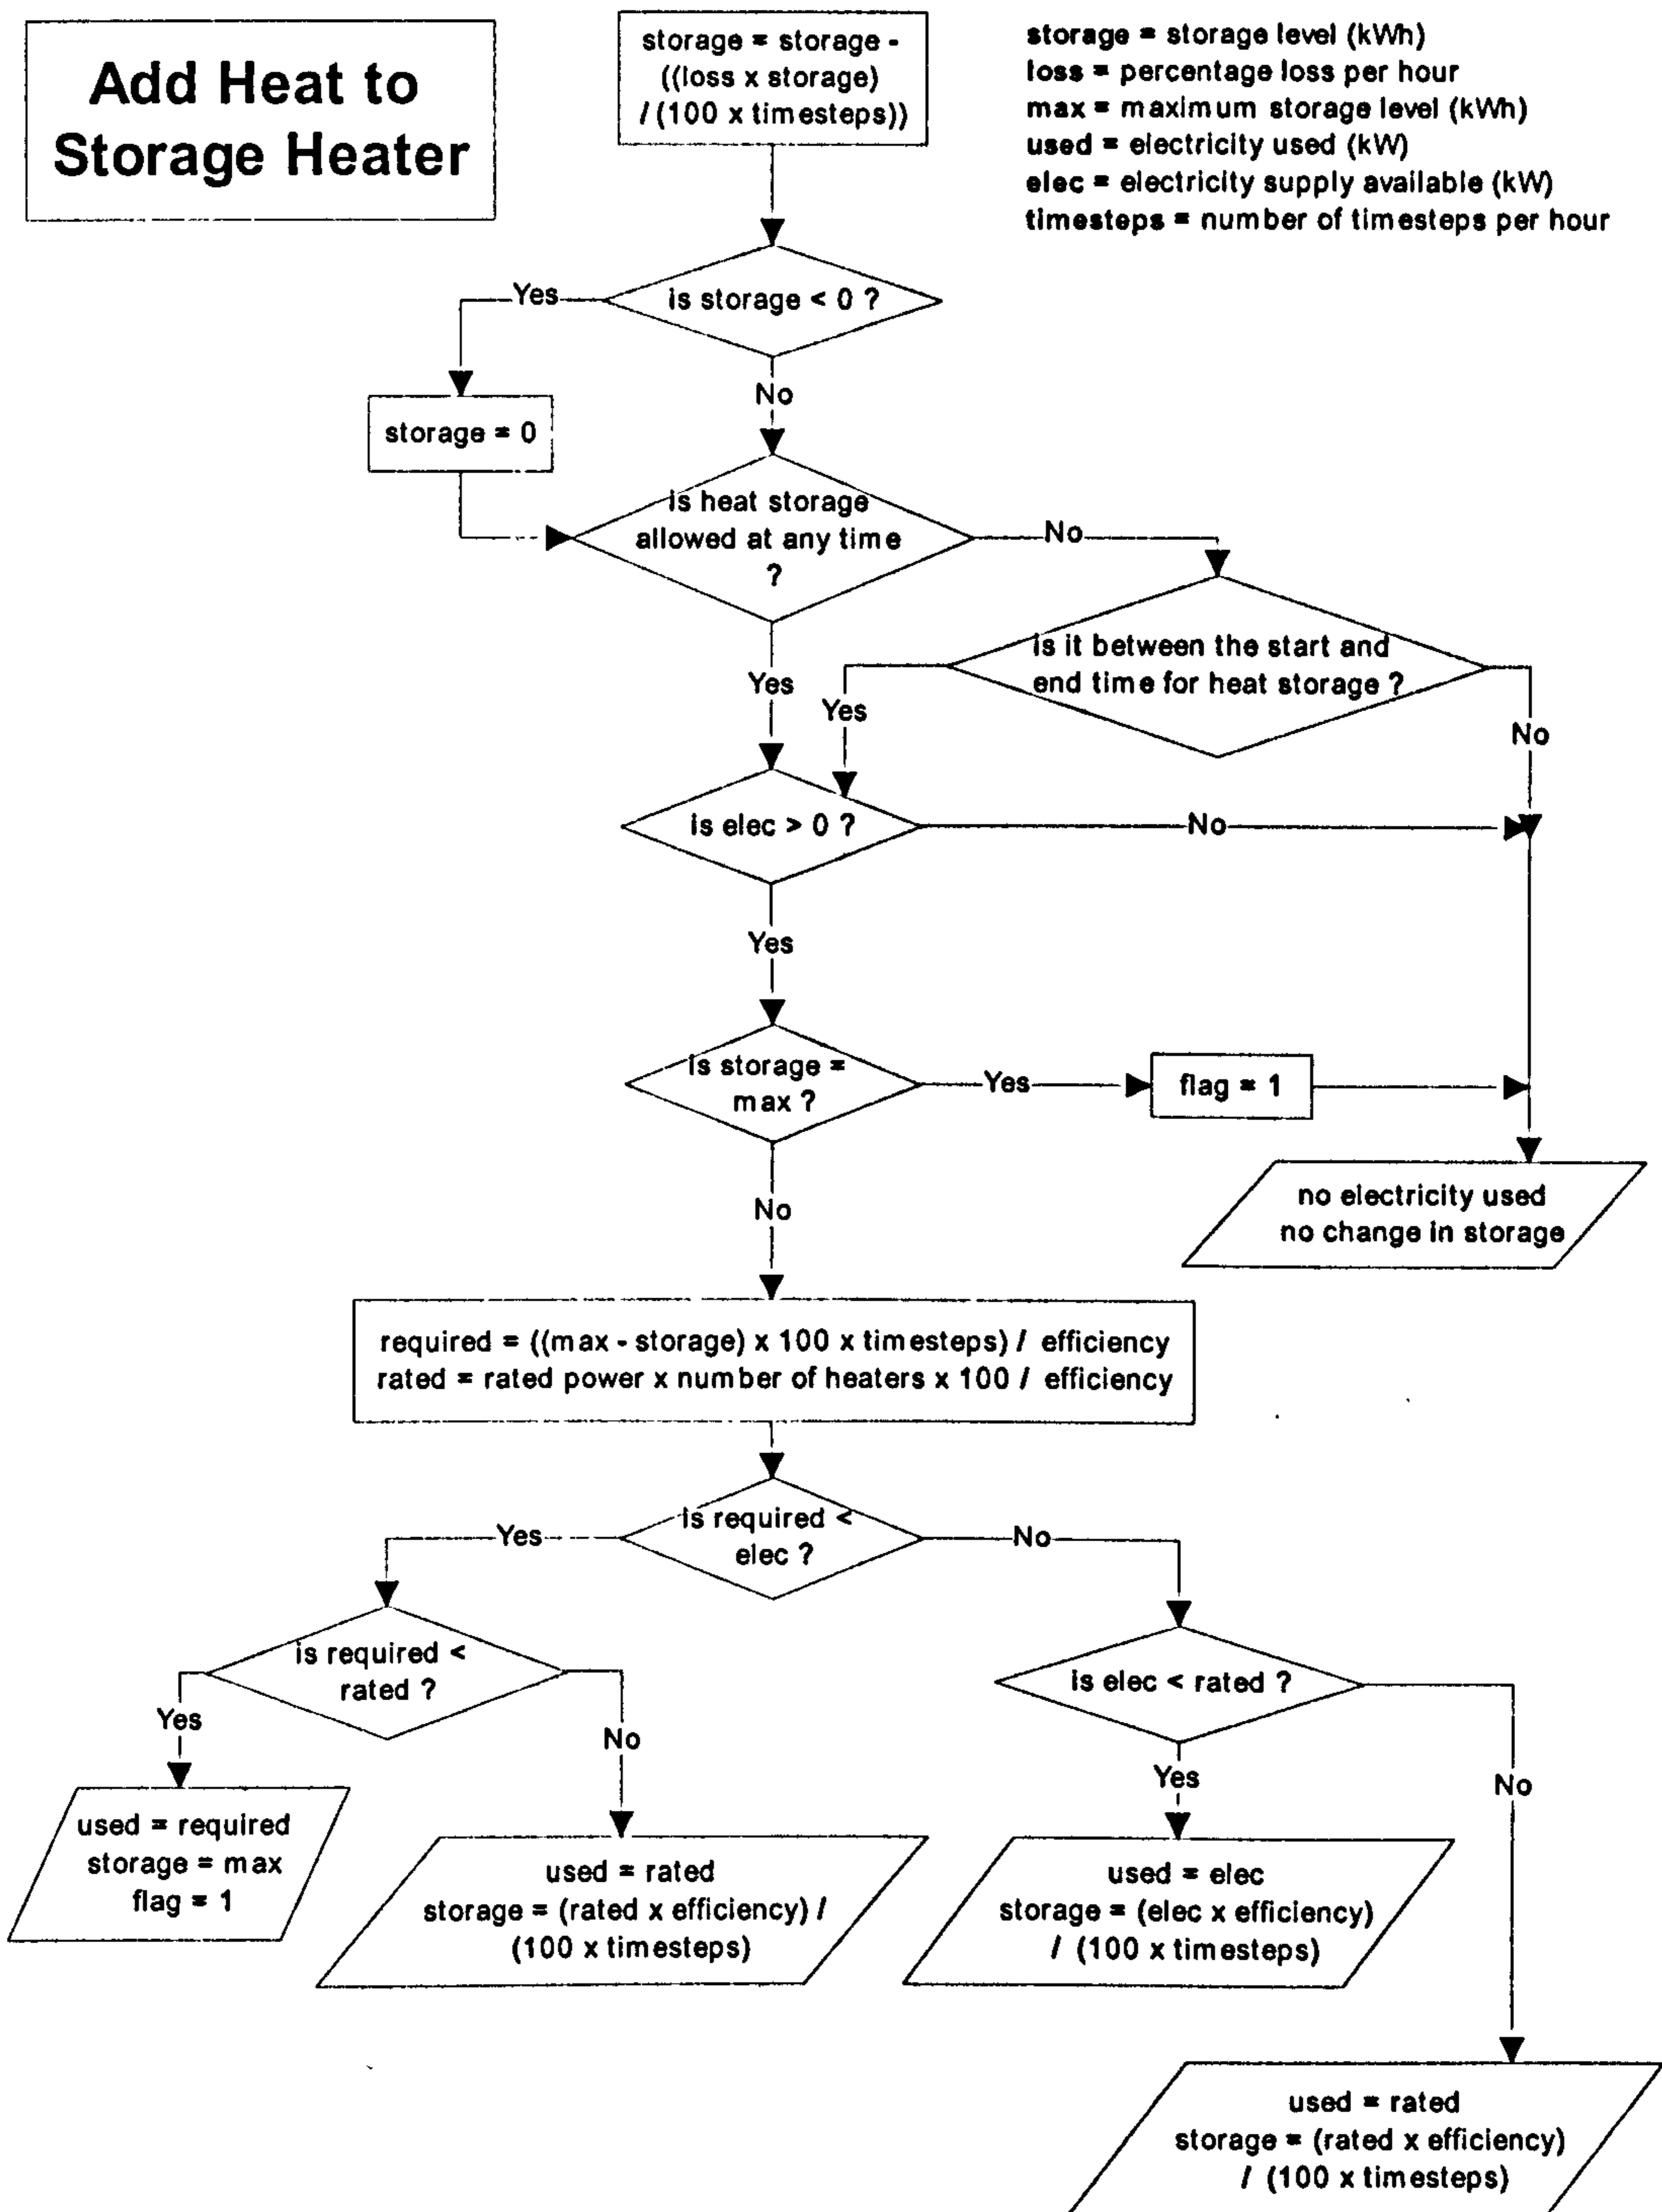 Add Heat to
Storage Heater
storage = storage -
((loss x storage)
/ (100 x timesteps))
storage = storage level (kWh)
loss = percentage loss per hour
max = maximum storage level (kWh)
used = electricity used (kW)
elec = electricity supply available (kW)
timesteps = number of timesteps per hour
is storage < 0 ?
Yes
No
storage = 0
is heat storage
allowed at any time
?
No
Yes
is it between the start and
end time for heat storage ?
Yes
No
is elec > 0 ?
No
Yes
is storage =
max ?
Yes
flag = 1
No
no electricity used
no change in storage
required = ((max - storage) x 100 x timesteps) / efficiency
rated = rated power x number of heaters x 100 / efficiency
is required <
elec ?
Yes
No
is required <
rated ?
Yes
No
is elec < rated ?
Yes
No
used = required
storage = max
flag = 1
used = rated
storage = (rated x efficiency) /
(100 x timesteps)
used = elec
storage = (elec x efficiency)
/ (100 x timesteps)
used = rated
storage = (rated x efficiency)
/ (100 x timesteps)